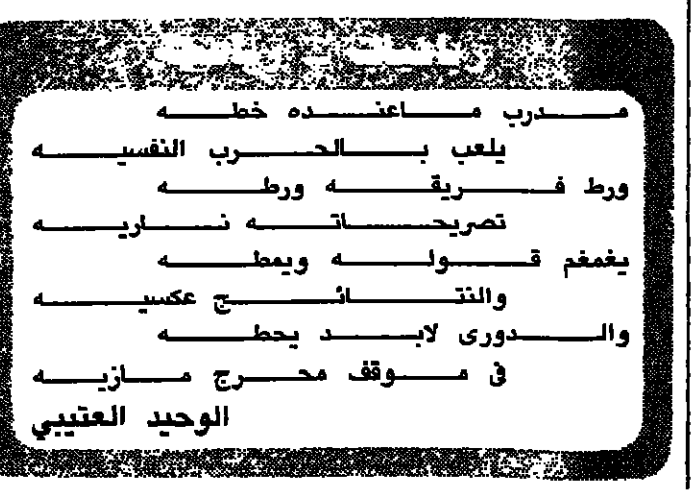 مدرب ماعنده خطه
يلعب بالحرب النفسيه
ورط فريقه ورطه
تصريحاته ناريه
يغمغم قوله ويمطه
والنتائج عكسيه
والدورى لابد يحطه
فى موقف محرج مازيه
الوحيد العتيبي